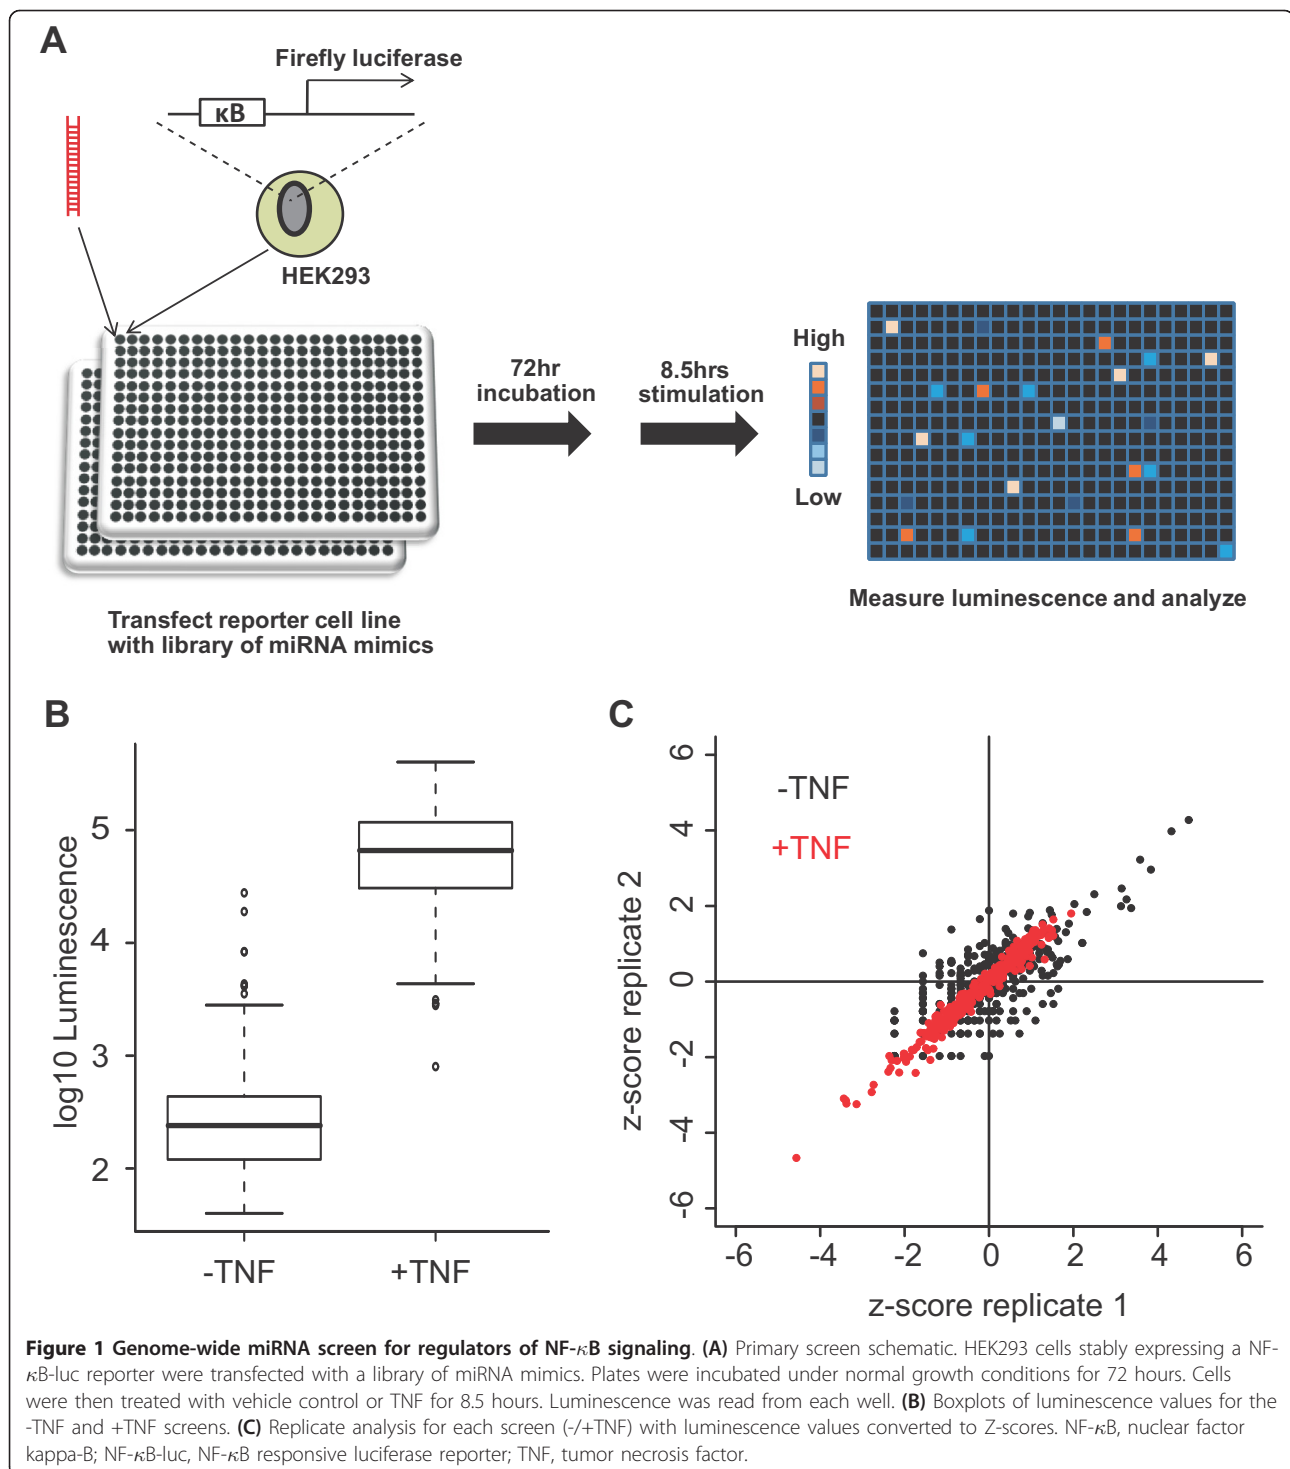 A
Firefly luciferase
κB
HEK293
72hr
incubation
8.5hrs
stimulation
High
Low
Transfect reporter cell line
with library of miRNA mimics
Measure luminescence and analyze
B
log10 Luminescence
5
4
3
2
-TNF
+TNF
C
z-score replicate 2
6
4
2
0
-2
-4
-6
-TNF
+TNF
-6
-4
-2
0
2
4
6
z-score replicate 1
Figure 1 Genome-wide miRNA screen for regulators of NF-κB signaling. (A) Primary screen schematic. HEK293 cells stably expressing a NF-
κB-luc reporter were transfected with a library of miRNA mimics. Plates were incubated under normal growth conditions for 72 hours. Cells
were then treated with vehicle control or TNF for 8.5 hours. Luminescence was read from each well. (B) Boxplots of luminescence values for the
-TNF and +TNF screens. (C) Replicate analysis for each screen (-/+TNF) with luminescence values converted to Z-scores. NF-κB, nuclear factor
kappa-B; NF-κB-luc, NF-κB responsive luciferase reporter; TNF, tumor necrosis factor.